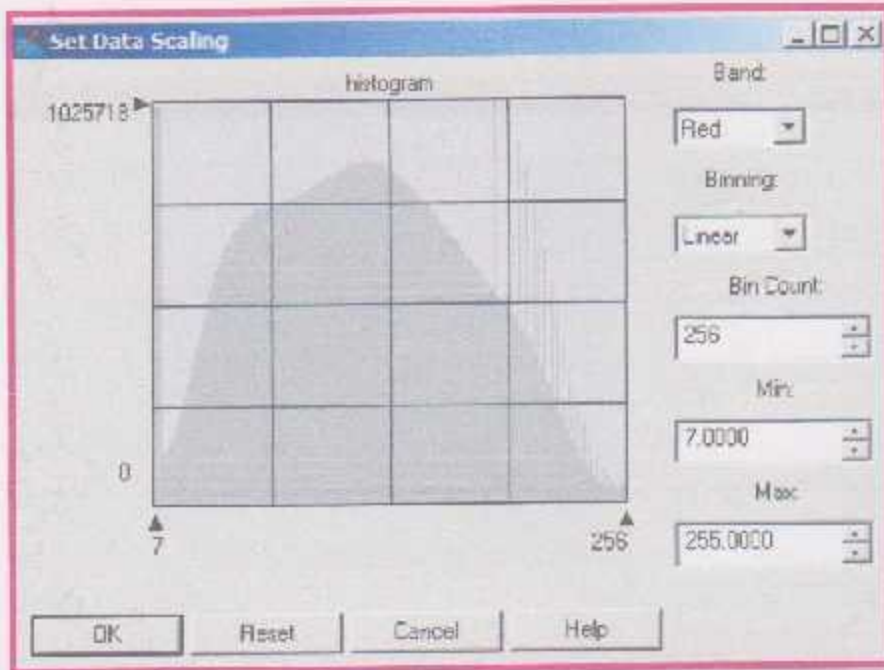 Set Data Scaling
histogram
1025718
0
7
256
Band:
Red
Binning:
Linear
Bin Count:
256
Min:
7.0000
Max:
255.0000
OK
Reset
Cancel
Help